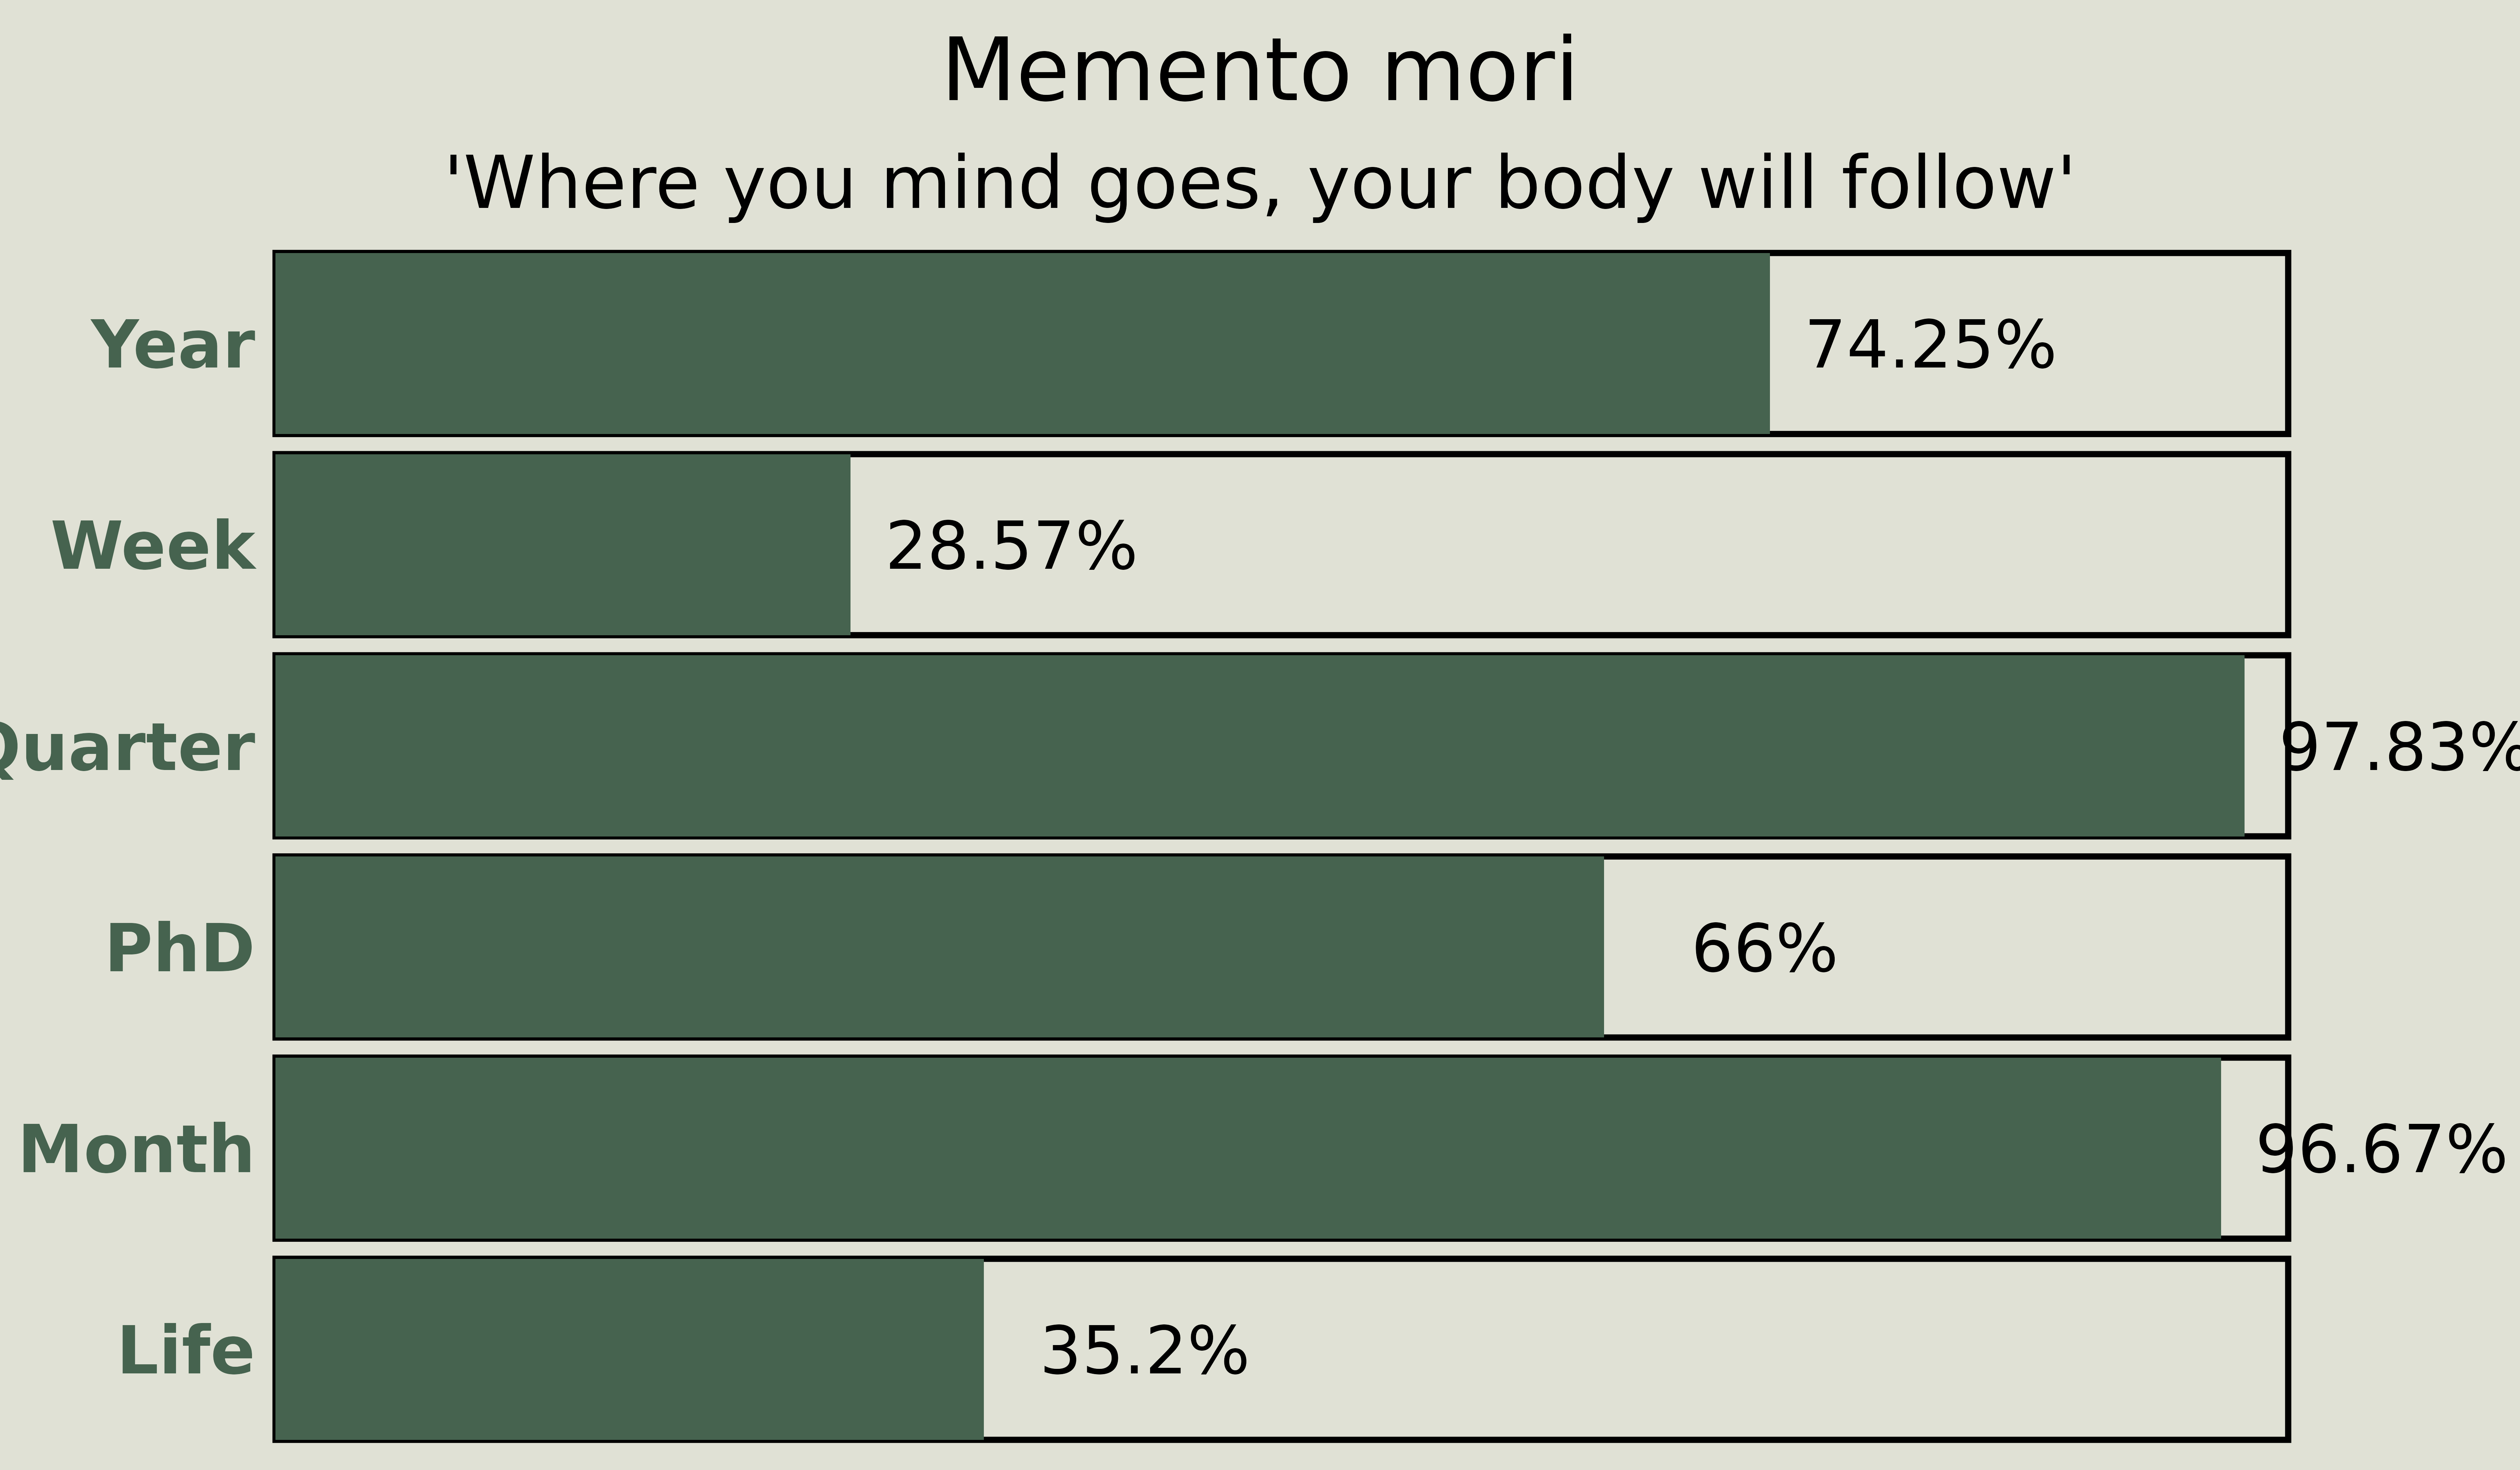 Memento mori
'Where you mind goes, your body will follow'
Year 74.25%
Week 28.57%
Quarter 97.83%
PhD 66%
Month 96.67%
Life 35.2%